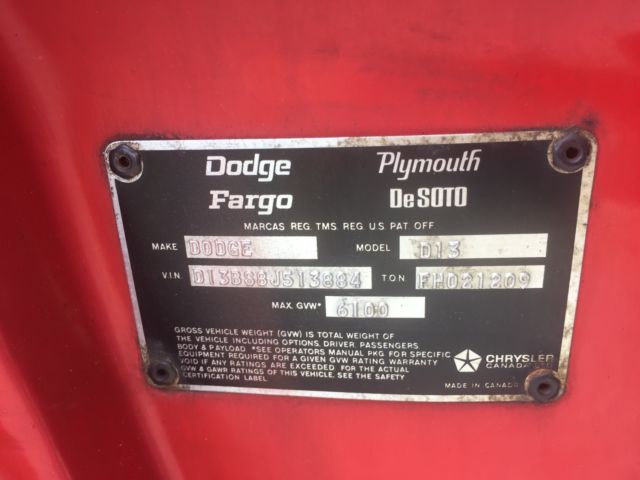 Dodge Plymouth
Fargo DeSOTO
MARCAS REG. TMS. REG. U.S. PAT. OFF.
MAKE DODGE MODEL D13
V.I.N. D13BS8J513884 T.O.N. FH021209
MAX. GVW* 6100
GROSS VEHICLE WEIGHT (GVW) IS TOTAL WEIGHT OF
THE VEHICLE INCLUDING OPTIONS, DRIVER, PASSENGERS,
BODY & PAYLOAD. *SEE OPERATORS MANUAL PKG. FOR SPECIFIC
EQUIPMENT REQUIRED FOR A GIVEN GVW RATING. WARRANTY
VOID IF ANY RATINGS ARE EXCEEDED. FOR THE ACTUAL
GVW & GAWR RATINGS OF THIS VEHICLE, SEE THE SAFETY
CERTIFICATION LABEL.
CHRYSLER
CANADA
MADE IN CANADA